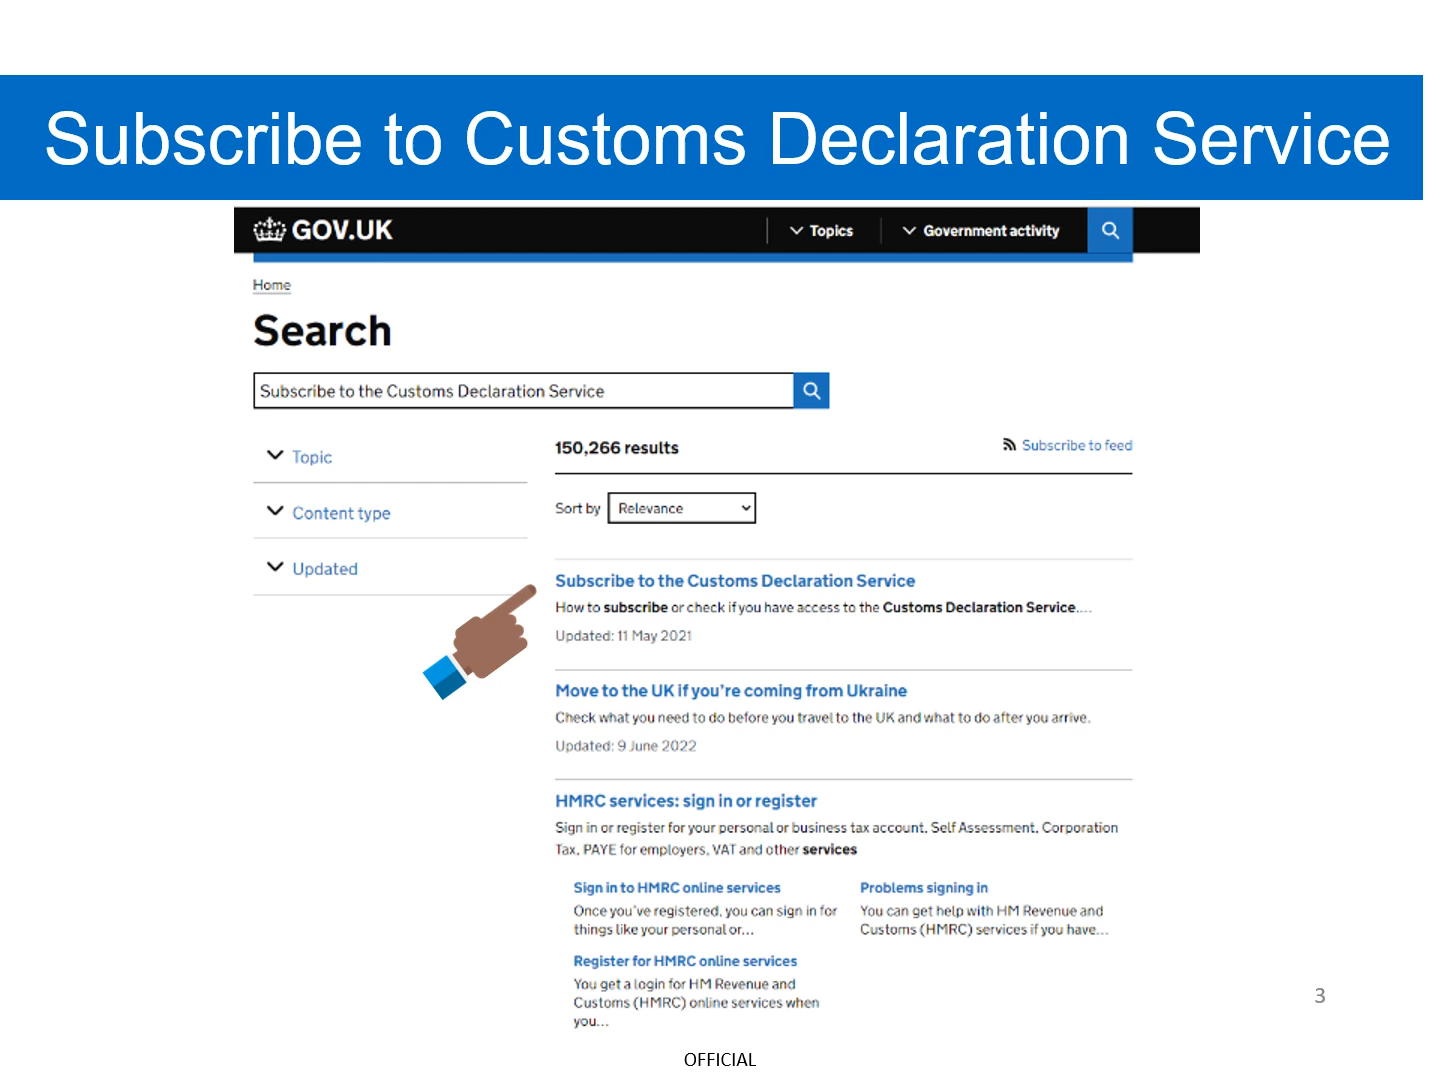 Subscribe to Customs Declaration Service
GOV.UK
Topics
Government activity
Home
Search
Subscribe to the Customs Declaration Service
Topic
Content type
Updated
150,266 results
Subscribe to feed
Sort by Relevance
Subscribe to the Customs Declaration Service
How to subscribe or check if you have access to the Customs Declaration Service....
Updated: 11 May 2021
Move to the UK if you're coming from Ukraine
Check what you need to do before you travel to the UK and what to do after you arrive.
Updated: 9 June 2022
HMRC services: sign in or register
Sign in or register for your personal or business tax account, Self Assessment, Corporation
Tax, PAYE for employers, VAT and other services
Sign in to HMRC online services
Once you've registered, you can sign in for
things like your personal or...
Problems signing in
You can get help with HM Revenue and
Customs (HMRC) services if you have...
Register for HMRC online services
You get a login for HM Revenue and
Customs (HMRC) online services when
you...
3
OFFICIAL